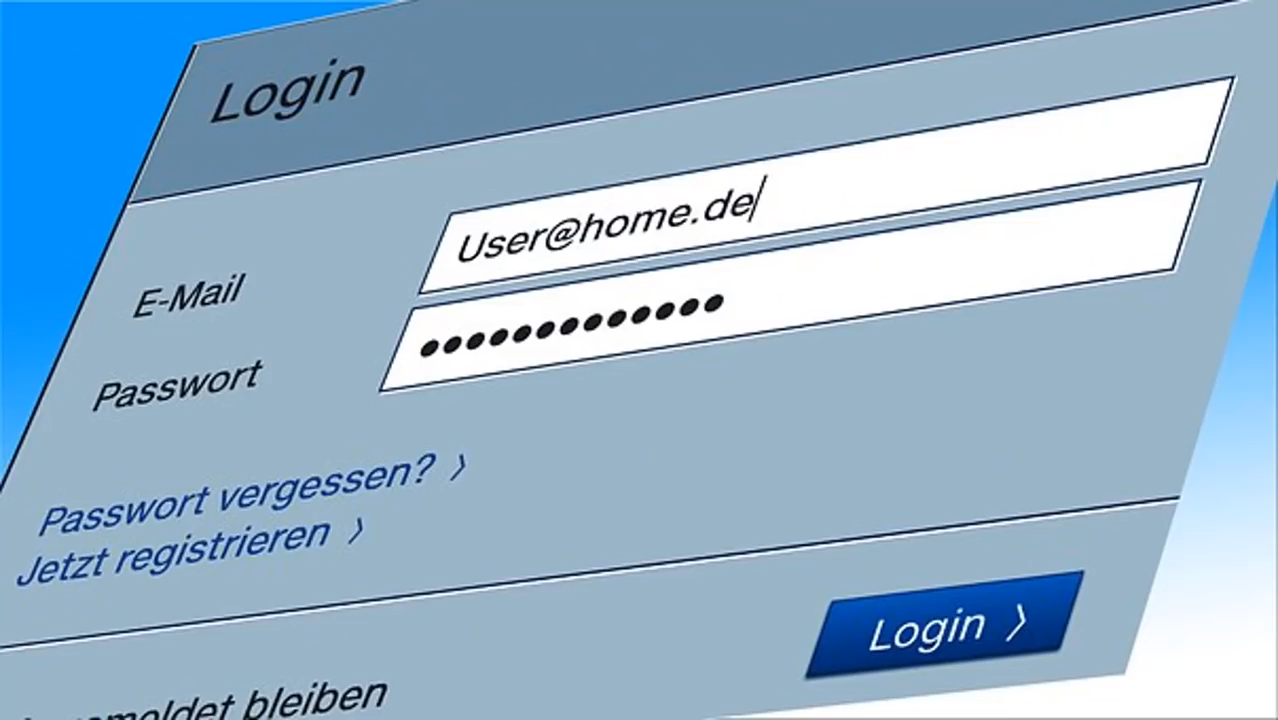 Login
E-Mail
User@home.de
Passwort
•••••••••••••
Passwort vergessen? 〉
Jetzt registrieren 〉
bleiben
Login 〉